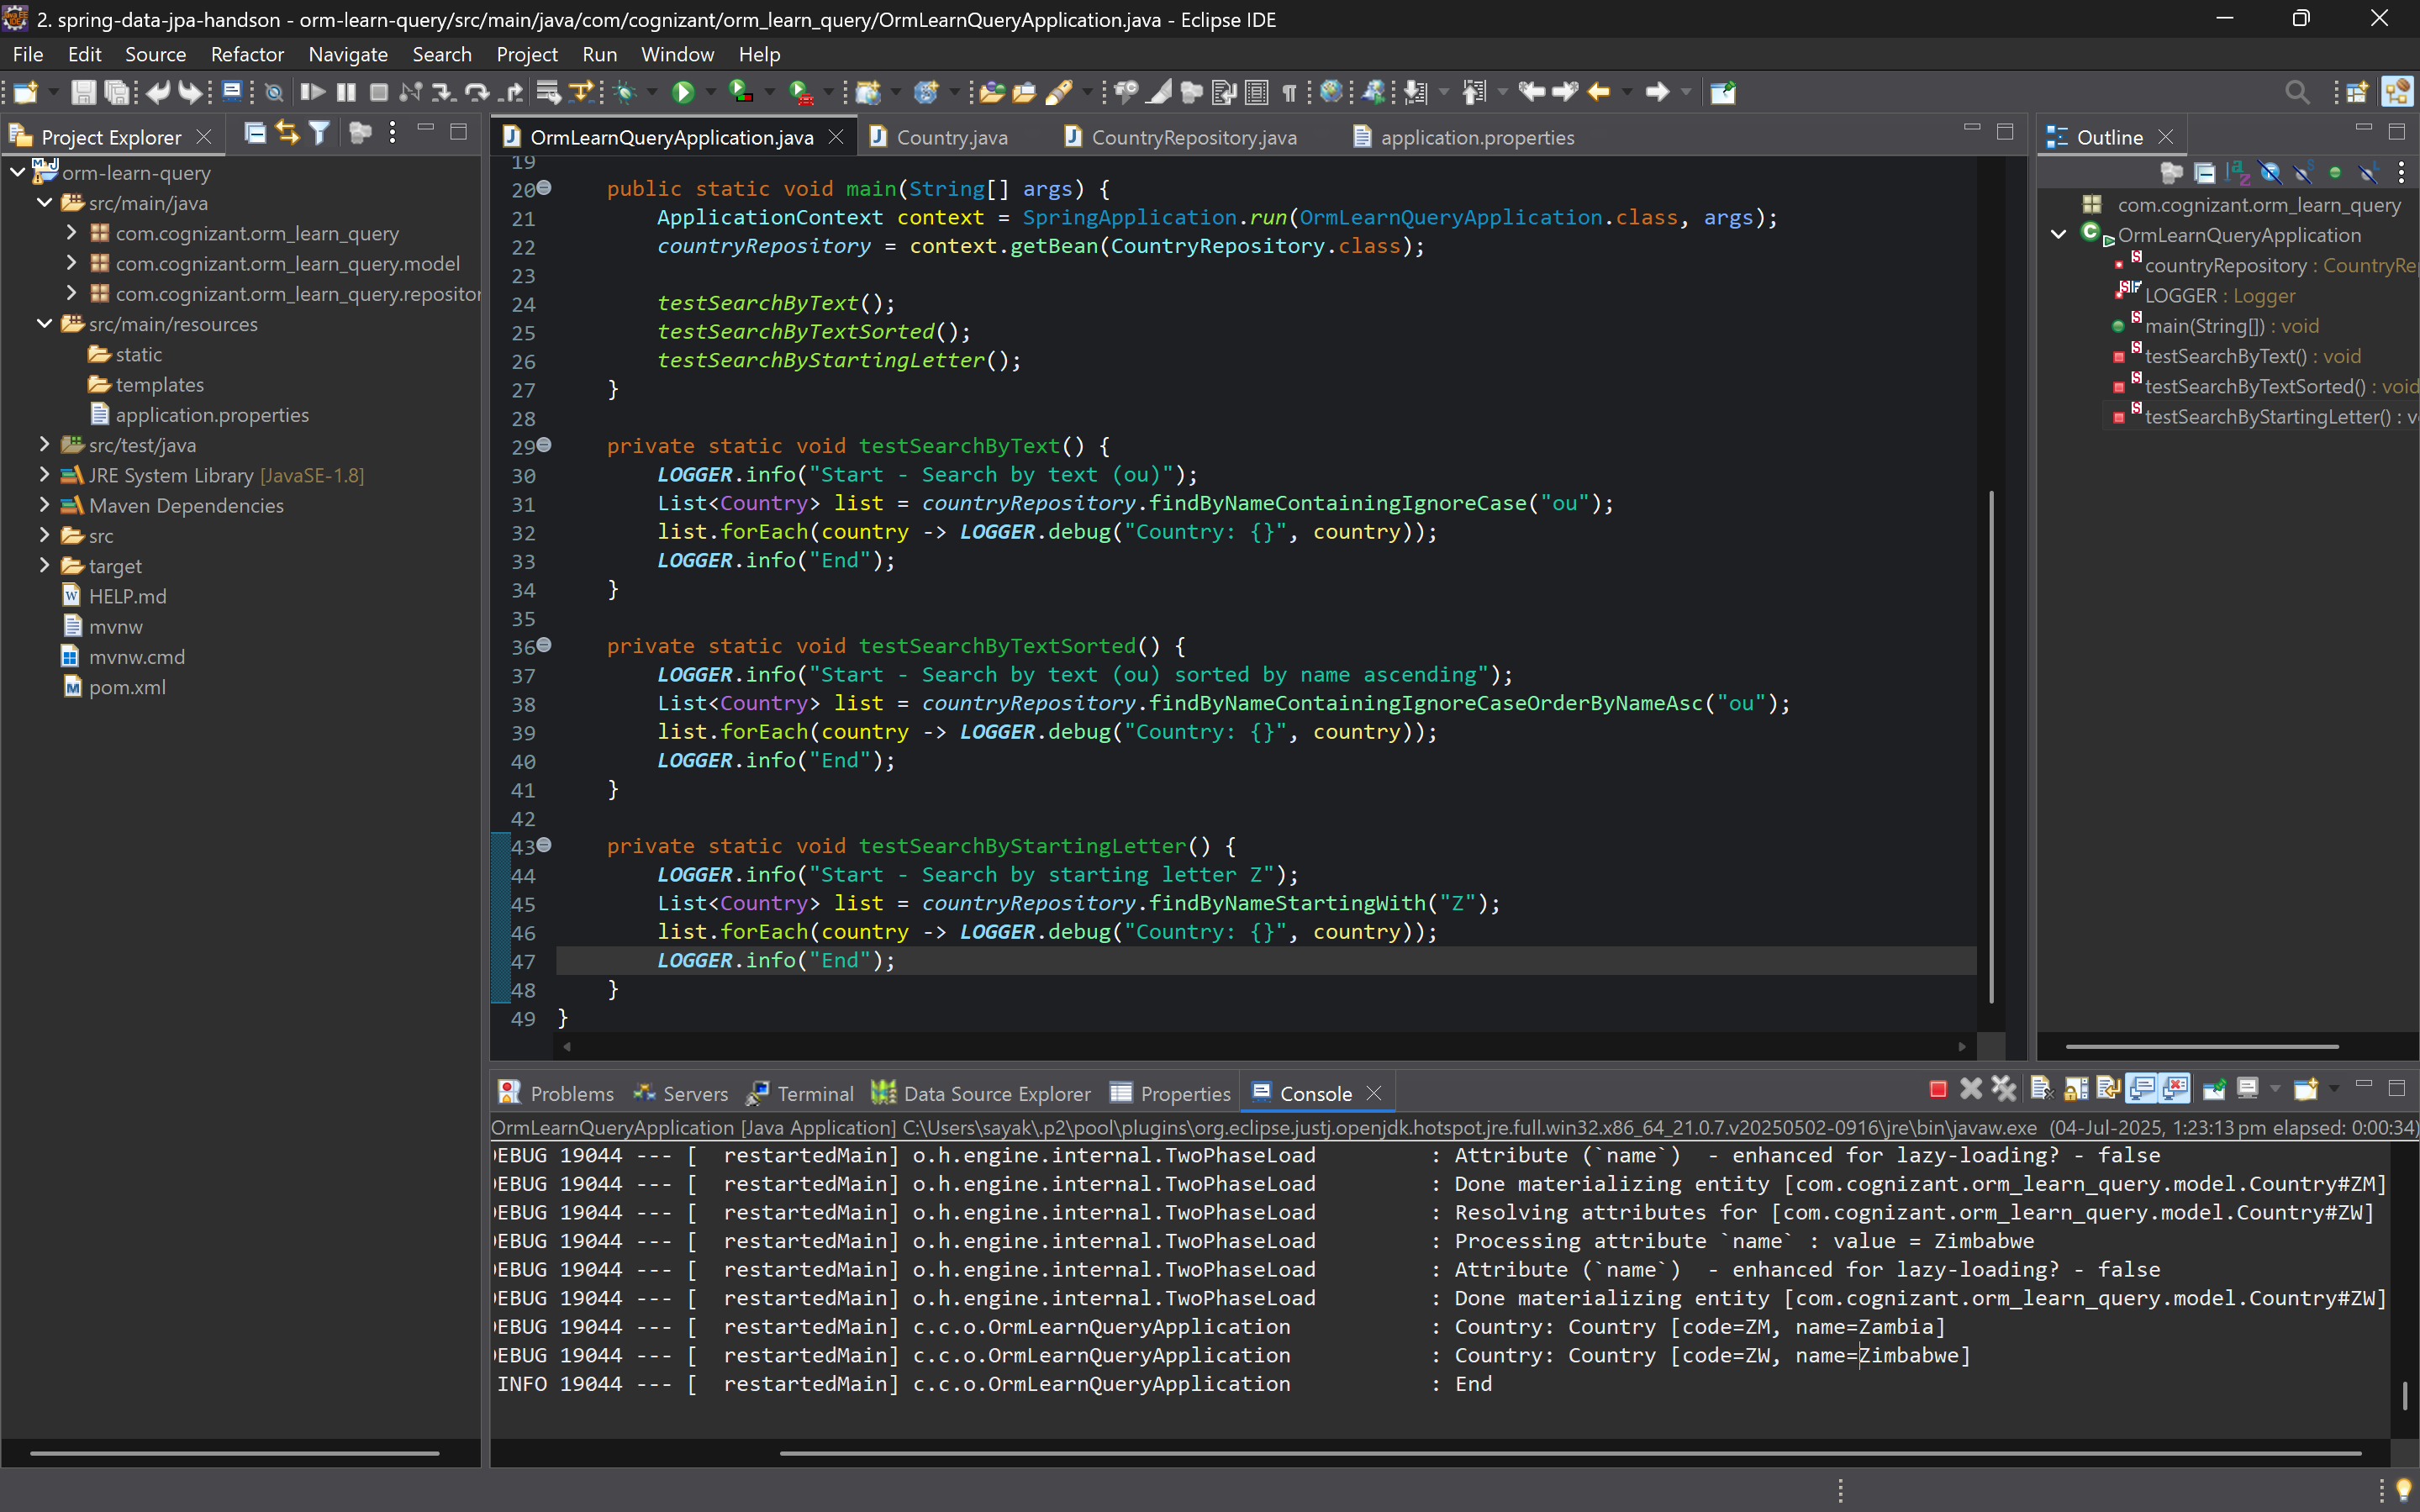 2. spring-data-jpa-handson - orm-learn-query/src/main/java/com/cognizant/orm_learn_query/OrmLearnQueryApplication.java - Eclipse IDE
File Edit Source Refactor Navigate Search Project Run Window Help
Project Explorer
orm-learn-query
src/main/java
com.cognizant.orm_learn_query
com.cognizant.orm_learn_query.model
com.cognizant.orm_learn_query.repositor
src/main/resources
static
templates
application.properties
src/test/java
JRE System Library [JavaSE-1.8]
Maven Dependencies
src
target
HELP.md
mvnw
mvnw.cmd
pom.xml
OrmLearnQueryApplication.java Country.java CountryRepository.java application.properties
19
20 public static void main(String[] args) {
21 ApplicationContext context = SpringApplication.run(OrmLearnQueryApplication.class, args);
22 countryRepository = context.getBean(CountryRepository.class);
23
24 testSearchByText();
25 testSearchByTextSorted();
26 testSearchByStartingLetter();
27 }
28
29 private static void testSearchByText() {
30 LOGGER.info("Start - Search by text (ou)");
31 List<Country> list = countryRepository.findByNameContainingIgnoreCase("ou");
32 list.forEach(country -> LOGGER.debug("Country: {}", country));
33 LOGGER.info("End");
34 }
35
36 private static void testSearchByTextSorted() {
37 LOGGER.info("Start - Search by text (ou) sorted by name ascending");
38 List<Country> list = countryRepository.findByNameContainingIgnoreCaseOrderByNameAsc("ou");
39 list.forEach(country -> LOGGER.debug("Country: {}", country));
40 LOGGER.info("End");
41 }
42
43 private static void testSearchByStartingLetter() {
44 LOGGER.info("Start - Search by starting letter Z");
45 List<Country> list = countryRepository.findByNameStartingWith("Z");
46 list.forEach(country -> LOGGER.debug("Country: {}", country));
47 LOGGER.info("End");
48 }
49 }
Outline
com.cognizant.orm_learn_query
OrmLearnQueryApplication
countryRepository : CountryRe
LOGGER : Logger
main(String[]) : void
testSearchByText() : void
testSearchByTextSorted() : void
testSearchByStartingLetter() : v
Problems Servers Terminal Data Source Explorer Properties Console
OrmLearnQueryApplication [Java Application] C:\Users\sayak\.p2\pool\plugins\org.eclipse.justj.openjdk.hotspot.jre.full.win32.x86_64_21.0.7.v20250502-0916\jre\bin\javaw.exe (04-Jul-2025, 1:23:13 pm elapsed: 0:00:34)
EBUG 19044 --- [ restartedMain] o.h.engine.internal.TwoPhaseLoad : Attribute (`name`) - enhanced for lazy-loading? - false
EBUG 19044 --- [ restartedMain] o.h.engine.internal.TwoPhaseLoad : Done materializing entity [com.cognizant.orm_learn_query.model.Country#ZM]
EBUG 19044 --- [ restartedMain] o.h.engine.internal.TwoPhaseLoad : Resolving attributes for [com.cognizant.orm_learn_query.model.Country#ZW]
EBUG 19044 --- [ restartedMain] o.h.engine.internal.TwoPhaseLoad : Processing attribute `name` : value = Zimbabwe
EBUG 19044 --- [ restartedMain] o.h.engine.internal.TwoPhaseLoad : Attribute (`name`) - enhanced for lazy-loading? - false
EBUG 19044 --- [ restartedMain] o.h.engine.internal.TwoPhaseLoad : Done materializing entity [com.cognizant.orm_learn_query.model.Country#ZW]
EBUG 19044 --- [ restartedMain] c.c.o.OrmLearnQueryApplication : Country: Country [code=ZM, name=Zambia]
EBUG 19044 --- [ restartedMain] c.c.o.OrmLearnQueryApplication : Country: Country [code=ZW, name=Zimbabwe]
INFO 19044 --- [ restartedMain] c.c.o.OrmLearnQueryApplication : End